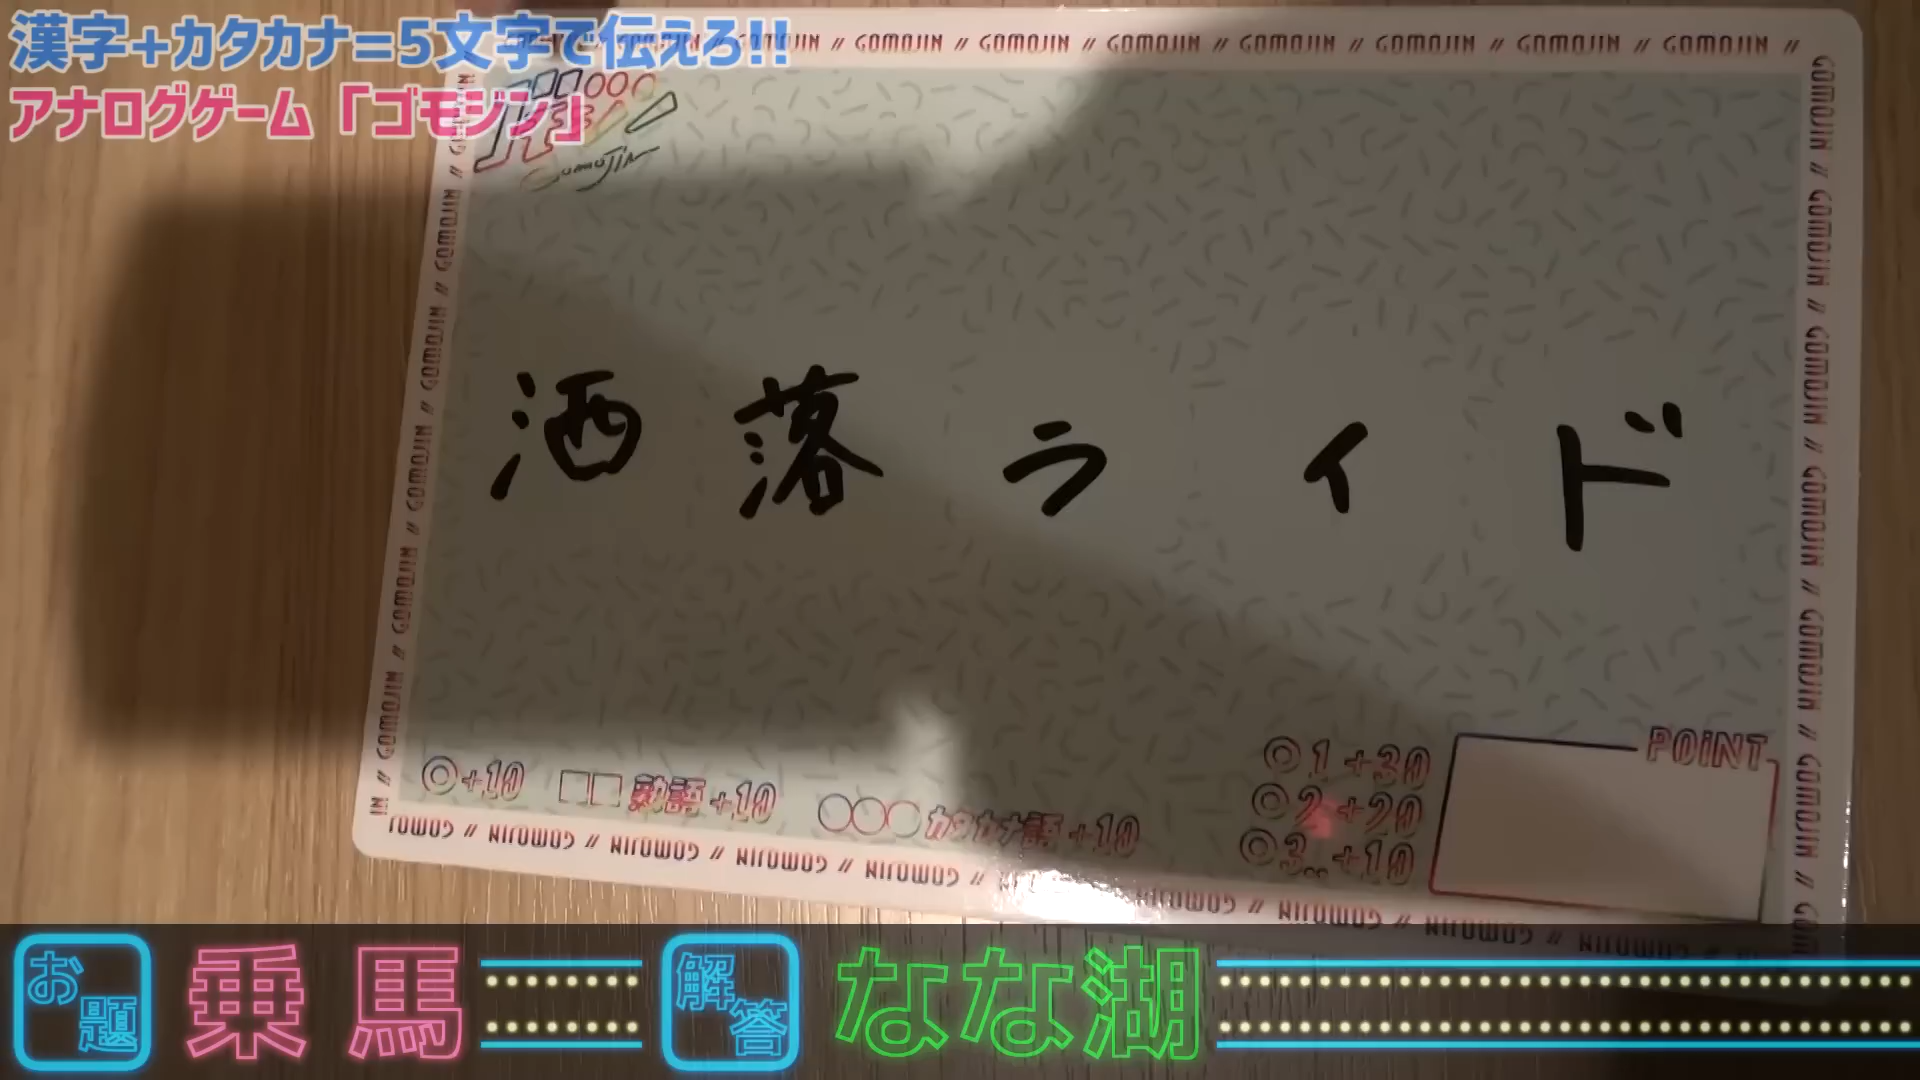 漢字+カタカナ=5文字で伝えろ!!
アナログゲーム「ゴモジン」
GOMOJIN // GOMOJIN // GOMOJIN // GOMOJIN // GOMOJIN // GOMOJIN //
GOMOJIN
洒落ライド
◎+10 □□熟語+10 ○○○カタカナ語+10
◎1+30
◎2+20
◎3..+10
POiNT
お題 乗馬 解答 なな湖